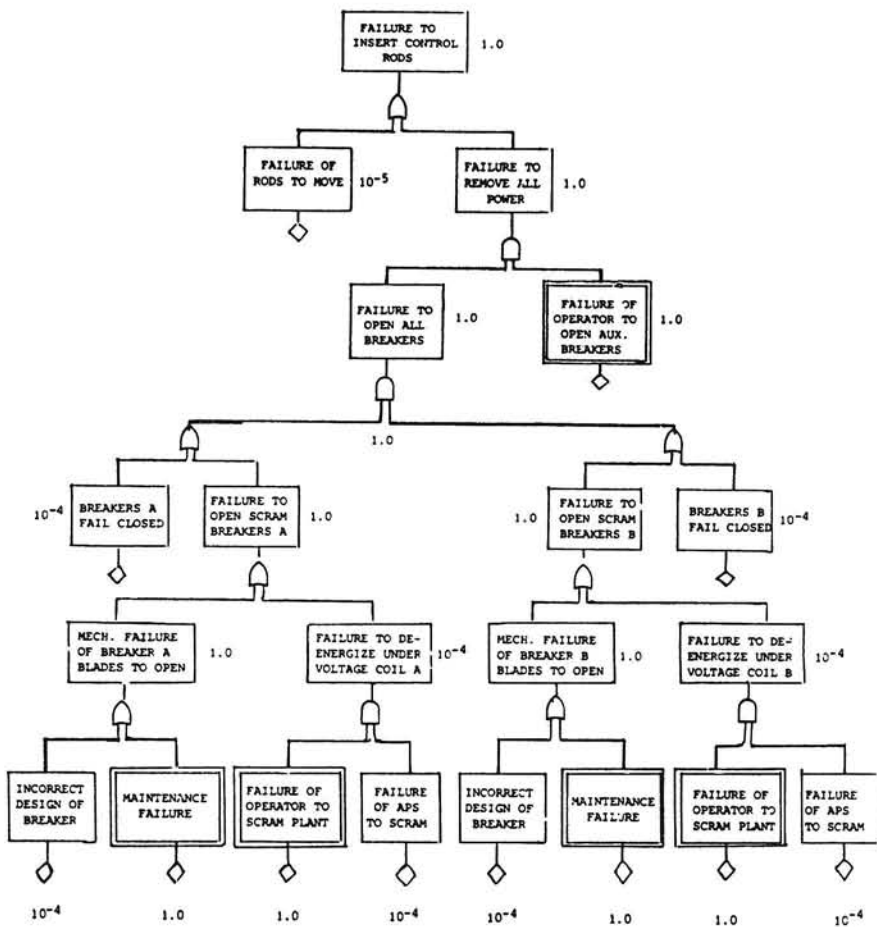 FAILURE TO
INSERT CONTROL
RODS
1.0
FAILURE OF
RODS TO MOVE
10⁻⁵
FAILURE TO
REMOVE ALL
POWER
1.0
FAILURE TO
OPEN ALL
BREAKERS
1.0
FAILURE OF
OPERATOR TO
OPEN AUX.
BREAKERS
1.0
1.0
10⁻⁴
BREAKERS A
FAIL CLOSED
FAILURE TO
OPEN SCRAM
BREAKERS A
1.0
1.0
FAILURE TO
OPEN SCRAM
BREAKERS B
BREAKERS B
FAIL CLOSED
10⁻⁴
MECH. FAILURE
OF BREAKER A
BLADES TO OPEN
1.0
FAILURE TO DE-
ENERGIZE UNDER
VOLTAGE COIL A
10⁻⁴
MECH. FAILURE
OF BREAKER B
BLADES TO OPEN
1.0
FAILURE TO DE-
ENERGIZE UNDER
VOLTAGE COIL B
10⁻⁴
INCORRECT
DESIGN OF
BREAKER
MAINTENANCE
FAILURE
FAILURE OF
OPERATOR TO
SCRAM PLANT
FAILURE
OF APS
TO SCRAM
INCORRECT
DESIGN OF
BREAKER
MAINTENANCE
FAILURE
FAILURE OF
OPERATOR TO
SCRAM PLANT
FAILURE
OF APS
TO SCRAM
10⁻⁴
1.0
1.0
10⁻⁴
10⁻⁴
1.0
1.0
10⁻⁴